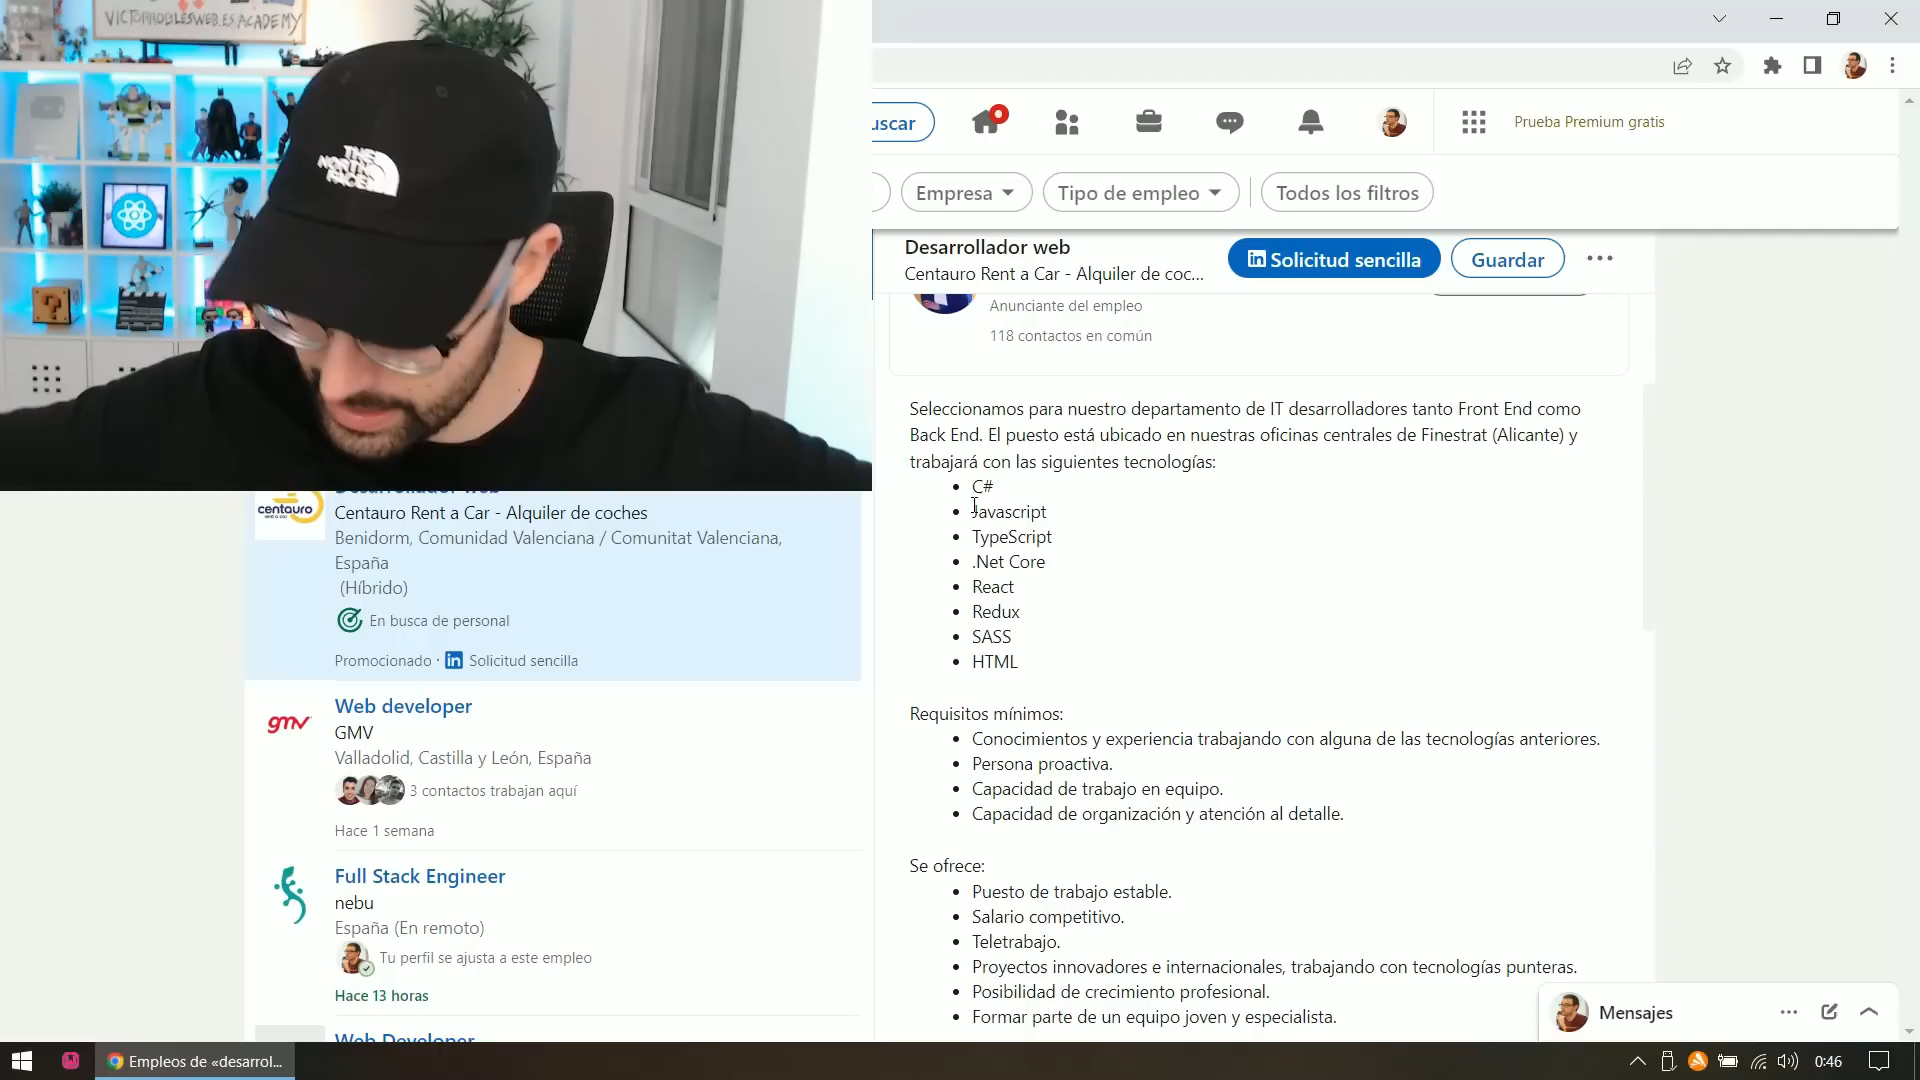 VICTORROBLESWEB.ES ACADEMY
THE
NORTH
FACE
uscar
Prueba Premium gratis
Empresa
Tipo de empleo
Todos los filtros
Desarrollador web
Centauro Rent a Car - Alquiler de coc...
Solicitud sencilla
Guardar
Anunciante del empleo
118 contactos en común
Seleccionamos para nuestro departamento de IT desarrolladores tanto Front End como
Back End. El puesto está ubicado en nuestras oficinas centrales de Finestrat (Alicante) y
trabajará con las siguientes tecnologías:
• C#
• Javascript
• TypeScript
• .Net Core
• React
• Redux
• SASS
• HTML
Requisitos mínimos:
• Conocimientos y experiencia trabajando con alguna de las tecnologías anteriores.
• Persona proactiva.
• Capacidad de trabajo en equipo.
• Capacidad de organización y atención al detalle.
Se ofrece:
• Puesto de trabajo estable.
• Salario competitivo.
• Teletrabajo.
• Proyectos innovadores e internacionales, trabajando con tecnologías punteras.
• Posibilidad de crecimiento profesional.
• Formar parte de un equipo joven y especialista.
Desarrollador web
centauro
rent a car
Centauro Rent a Car - Alquiler de coches
Benidorm, Comunidad Valenciana / Comunitat Valenciana,
España
(Híbrido)
En busca de personal
Promocionado · in Solicitud sencilla
gmv
Web developer
GMV
Valladolid, Castilla y León, España
3 contactos trabajan aquí
Hace 1 semana
Full Stack Engineer
nebu
España (En remoto)
Tu perfil se ajusta a este empleo
Hace 13 horas
Web Developer
Mensajes
Empleos de «desarrol...
0:46